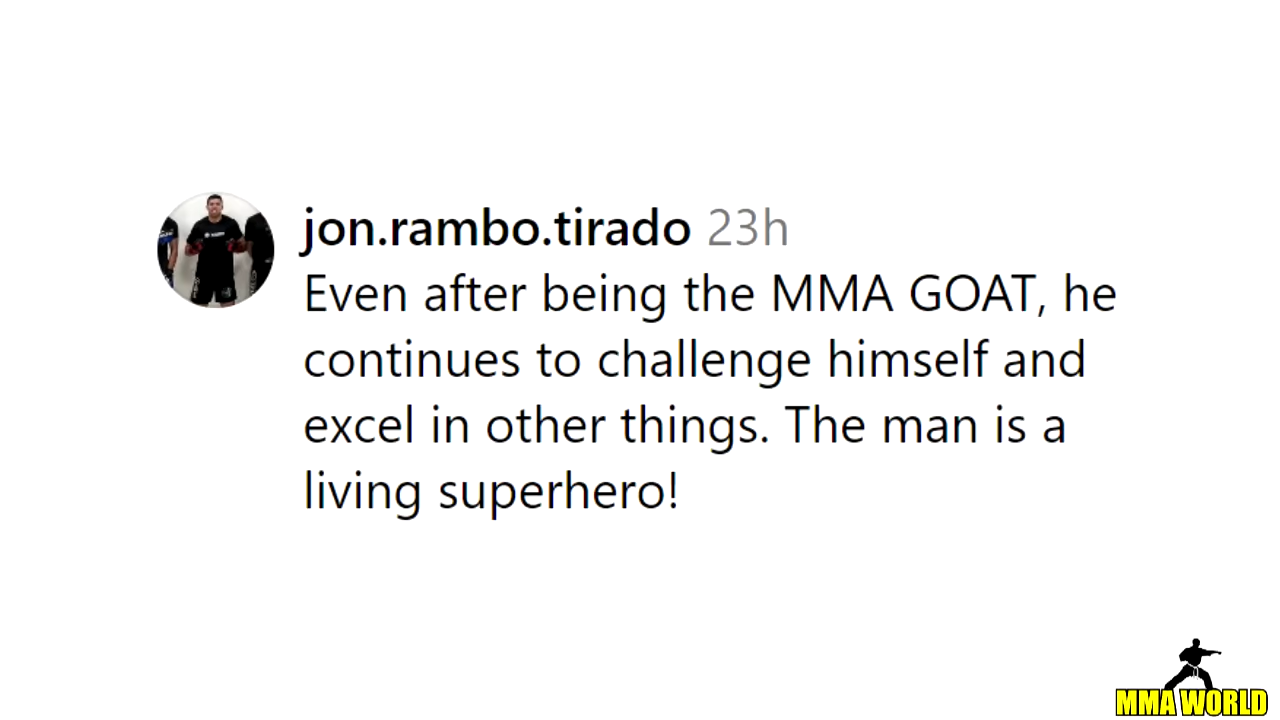 jon.rambo.tirado 23h
Even after being the MMA GOAT, he
continues to challenge himself and
excel in other things. The man is a
living superhero!
MMA WORLD